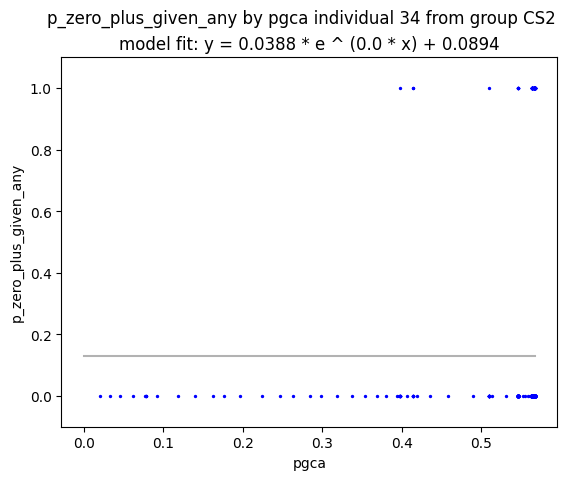 p_zero_plus_given_any by pgca individual 34 from group CS2
model fit: y = 0.0388 * e ^ (0.0 * x) + 0.0894
1.0
0.8
0.6
0.4
0.2
0.0
p_zero_plus_given_any
0.0 0.1 0.2 0.3 0.4 0.5
pgca